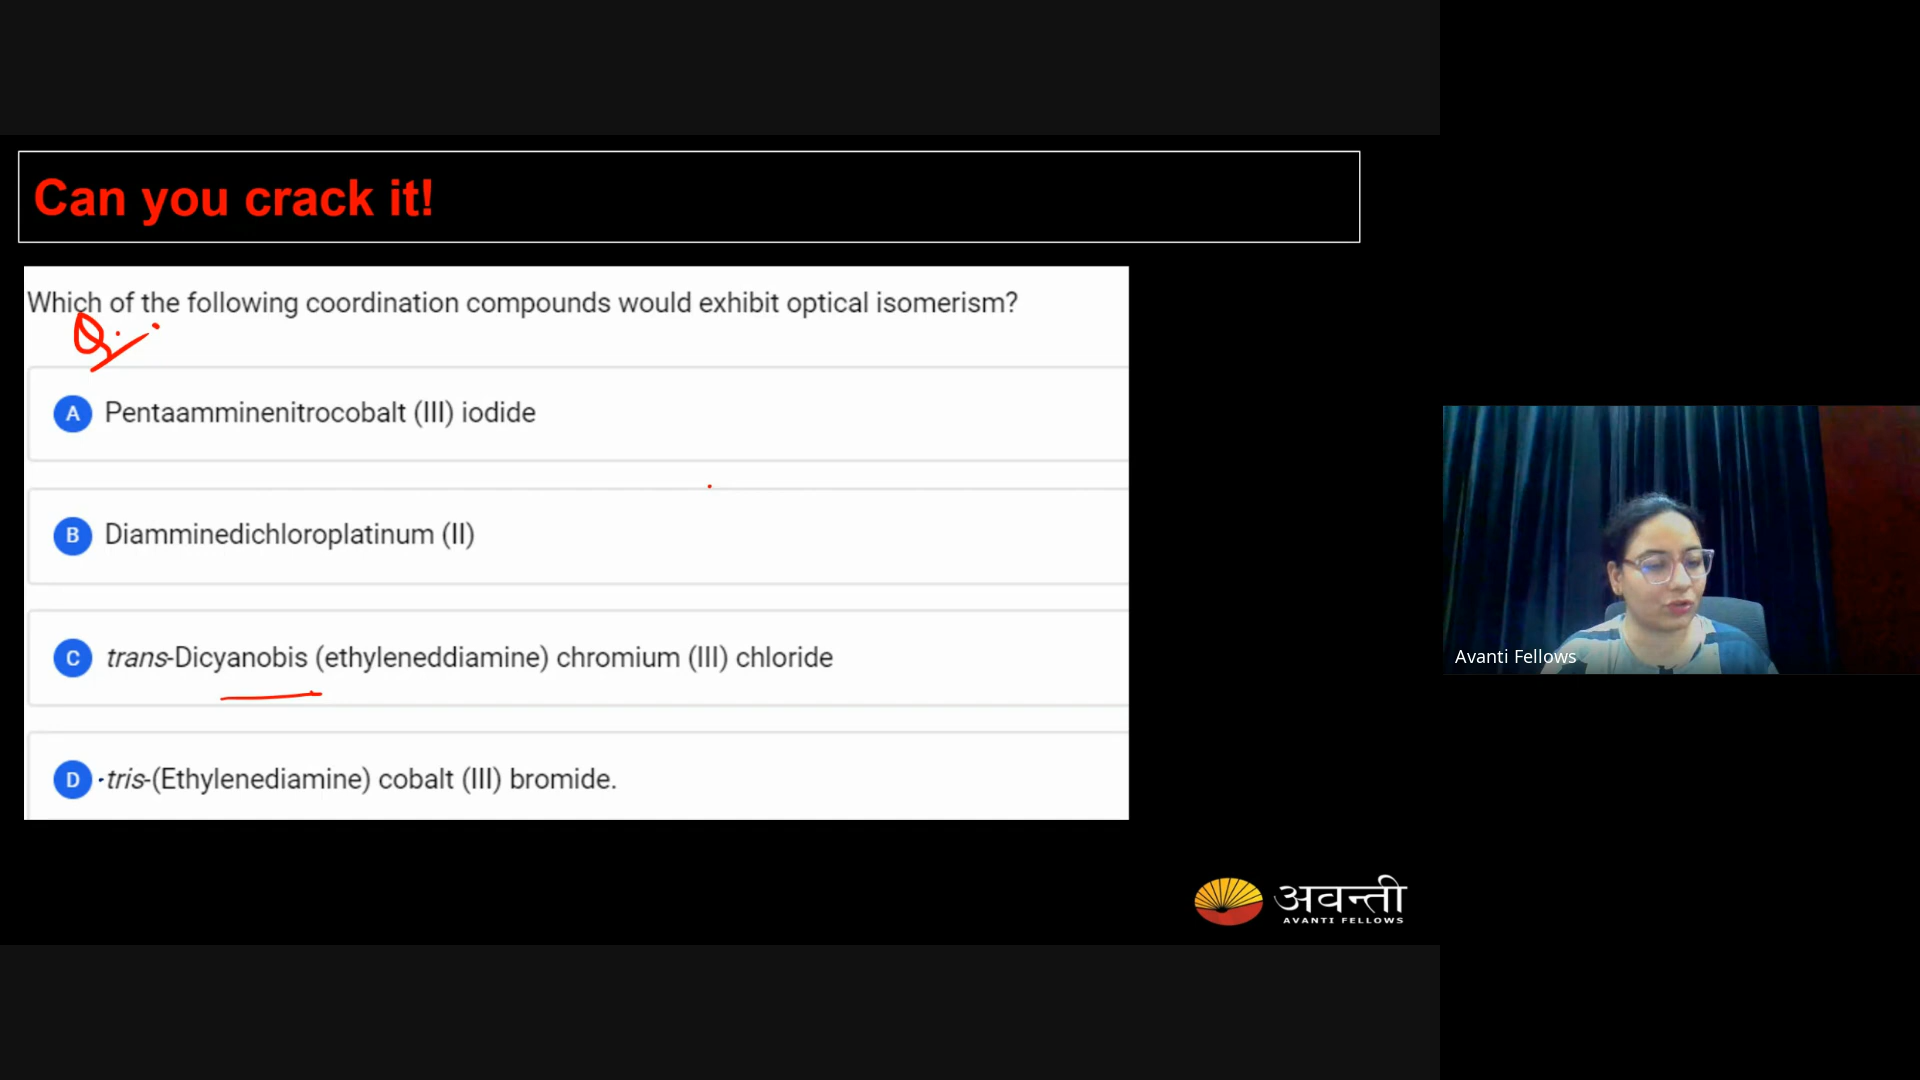 Can you crack it!
Which of the following coordination compounds would exhibit optical isomerism?
Q.
A Pentaamminenitrocobalt (III) iodide
B Diamminedichloroplatinum (II)
C trans-Dicyanobis (ethyleneddiamine) chromium (III) chloride
D tris-(Ethylenediamine) cobalt (III) bromide.
Avanti Fellows
अवन्ती
AVANTI FELLOWS